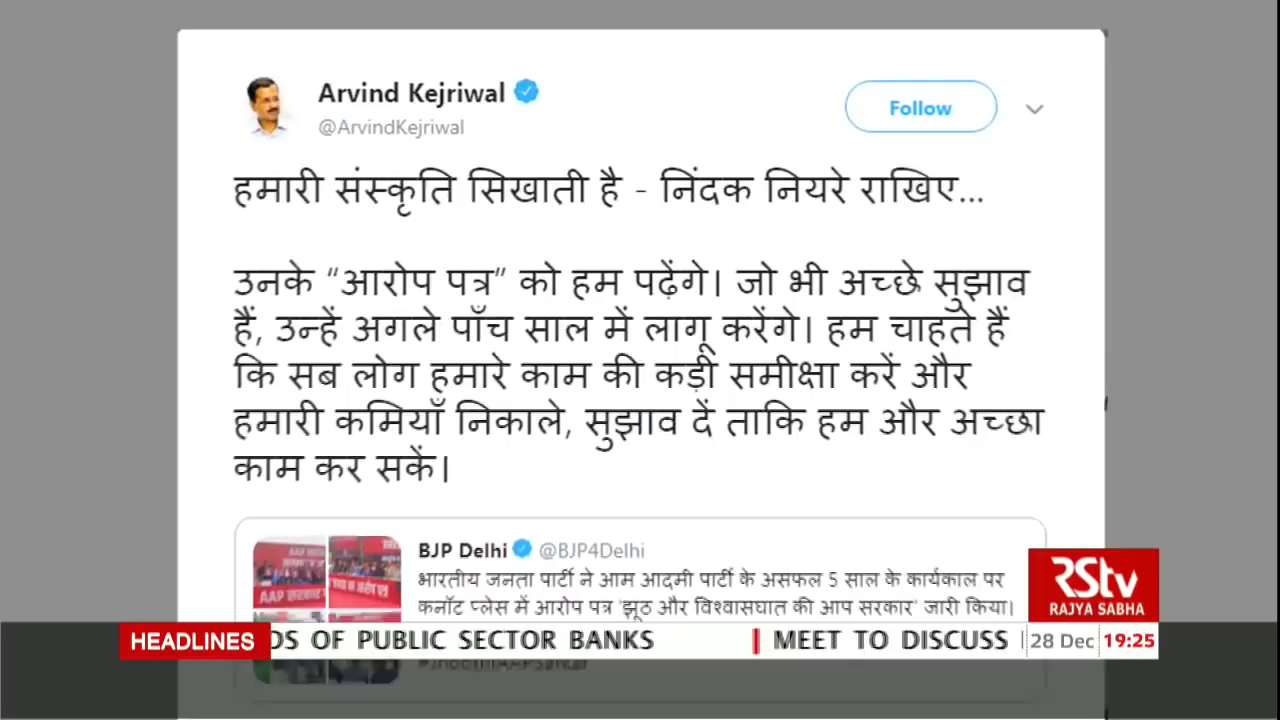 Arvind Kejriwal
@ArvindKejriwal
Follow
हमारी संस्कृति सिखाती है - निंदक नियरे राखिए...
उनके “आरोप पत्र” को हम पढ़ेंगे। जो भी अच्छे सुझाव
हैं, उन्हें अगले पाँच साल में लागू करेंगे। हम चाहते हैं
कि सब लोग हमारे काम की कड़ी समीक्षा करें और
हमारी कमियाँ निकाले, सुझाव दें ताकि हम और अच्छा
काम कर सकें।
BJP Delhi @BJP4Delhi
भारतीय जनता पार्टी ने आम आदमी पार्टी के असफल 5 साल के कार्यकाल पर
कनॉट प्लेस में आरोप पत्र 'झूठ और विश्वासघात की आप सरकार' जारी किया।
RStv
RAJYA SABHA
HEADLINES DS OF PUBLIC SECTOR BANKS | MEET TO DISCUSS 28 Dec 19:25